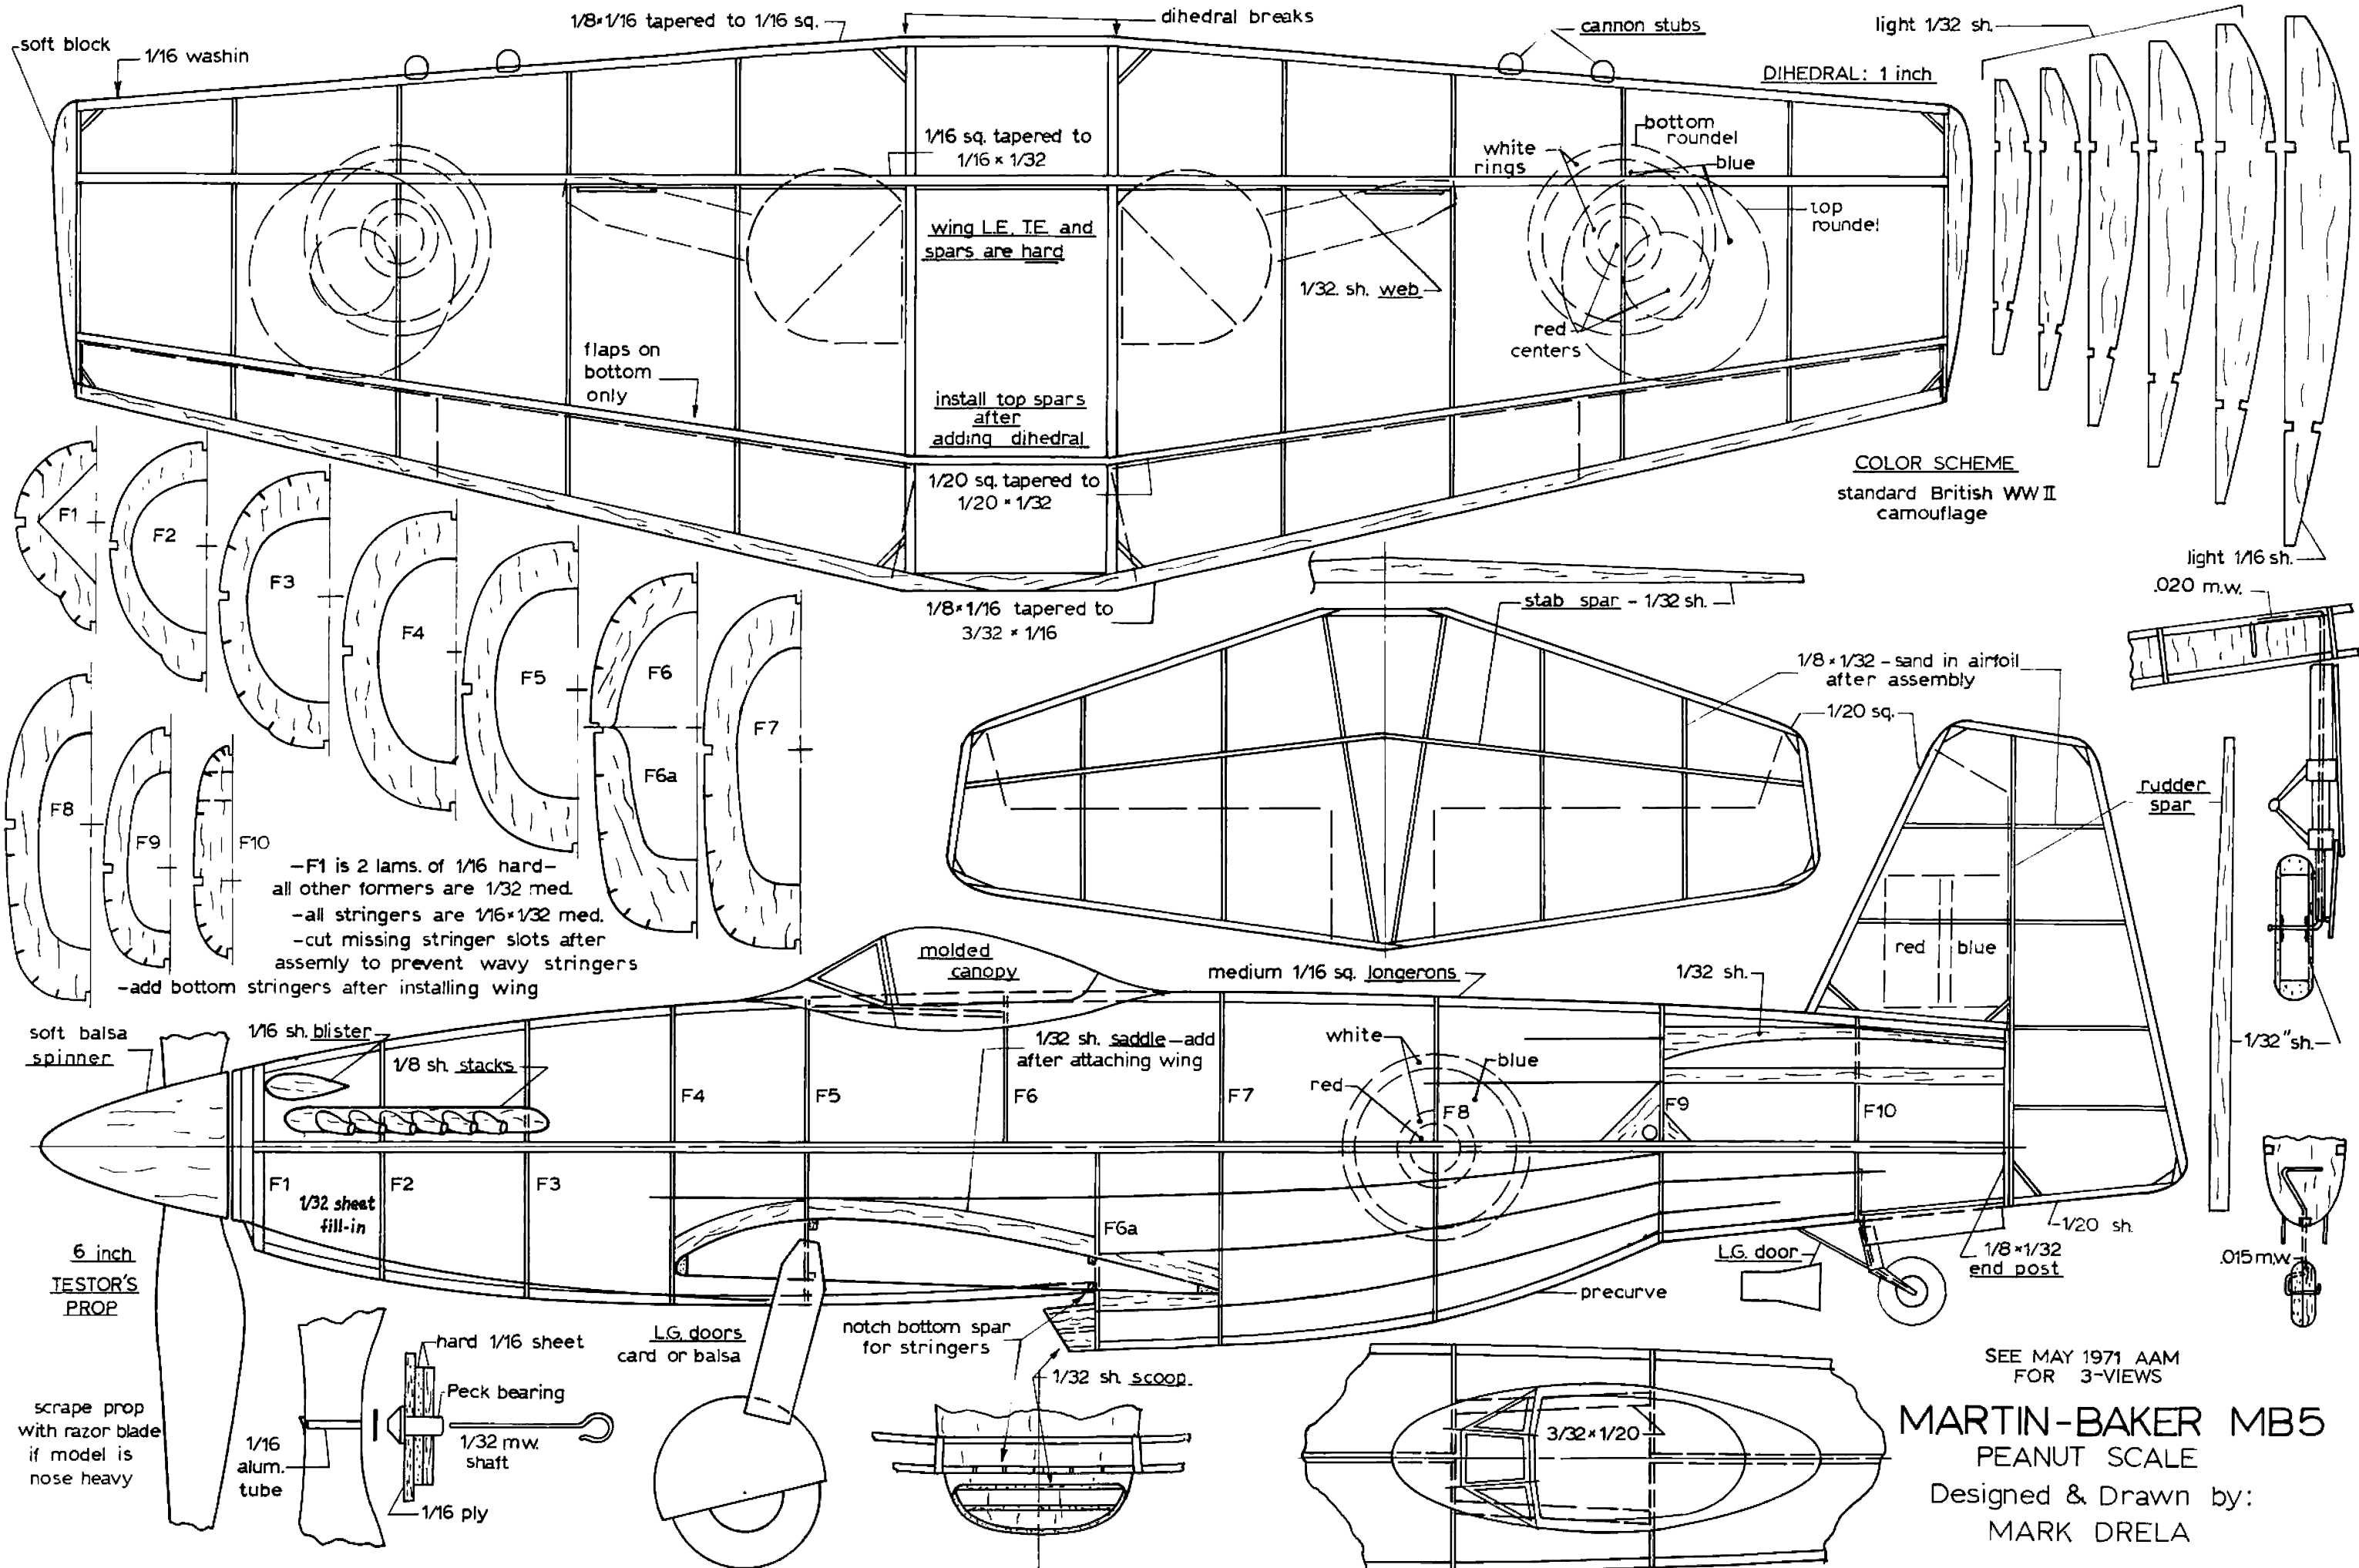 soft block
1/16 washin
1/8×1/16 tapered to 1/16 sq.
dihedral breaks
cannon stubs
light 1/32 sh.
DIHEDRAL: 1 inch
1/16 sq. tapered to
1/16 × 1/32
white
rings
bottom
roundel
blue
top
roundel
wing L.E. T.E. and
spars are hard
1/32. sh. web
red
centers
flaps on
bottom
only
install top spars
after
adding dihedral
1/20 sq. tapered to
1/20 × 1/32
COLOR SCHEME
standard British WW II
camouflage
light 1/16 sh.
F1
F2
F3
F4
F5
F6
F6a
F7
F8
F9
F10
1/8×1/16 tapered to
3/32 × 1/16
stab spar - 1/32 sh.
.020 m.w.
1/8 × 1/32 - sand in airfoil
after assembly
1/20 sq.
rudder
spar
-F1 is 2 lams. of 1/16 hard-
all other formers are 1/32 med.
-all stringers are 1/16×1/32 med.
-cut missing stringer slots after
assemly to prevent wavy stringers
-add bottom stringers after installing wing
molded
canopy
medium 1/16 sq. longerons
1/32 sh.
red
blue
1/32" sh.
soft balsa
spinner
1/16 sh. blister
1/8 sh. stacks
1/32 sh. saddle-add
after attaching wing
white
blue
red
F4
F5
F6
F7
F8
F9
F10
F1
F2
F3
1/32 sheet
fill-in
F6a
6 inch
TESTOR'S
PROP
L.G. door
1/8×1/32
end post
1/20 sh.
.015 m.w.
precurve
L.G. doors
card or balsa
notch bottom spar
for stringers
1/32 sh. scoop
hard 1/16 sheet
Peck bearing
1/32 mw.
shaft
1/16
alum.
tube
1/16 ply
scrape prop
with razor blade
if model is
nose heavy
3/32×1/20
SEE MAY 1971 AAM
FOR 3-VIEWS
MARTIN-BAKER MB5
PEANUT SCALE
Designed & Drawn by:
MARK DRELA